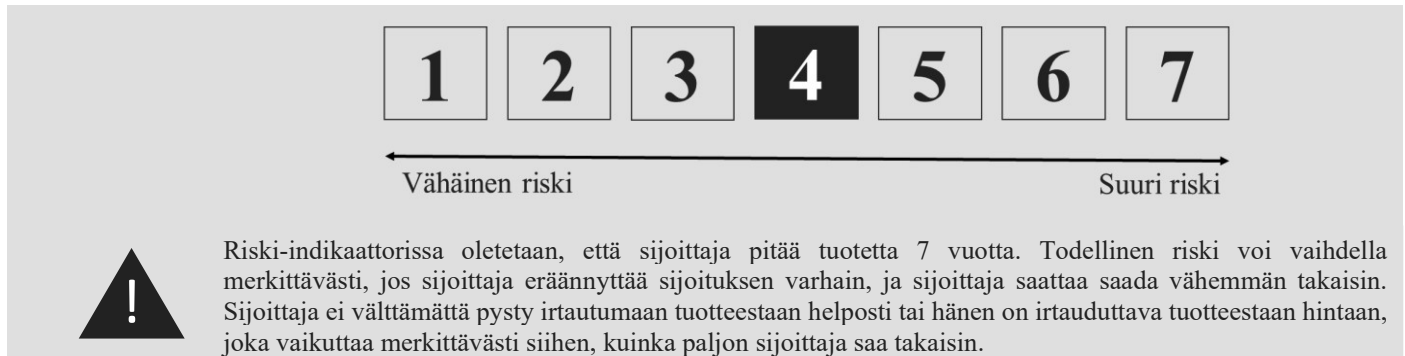 1 2 3 4 5 6 7
Vähäinen riski Suuri riski
Riski-indikaattorissa oletetaan, että sijoittaja pitää tuotetta 7 vuotta. Todellinen riski voi vaihdella
merkittävästi, jos sijoittaja eräännyttää sijoituksen varhain, ja sijoittaja saattaa saada vähemmän takaisin.
Sijoittaja ei välttämättä pysty irtautumaan tuotteestaan helposti tai hänen on irtauduttava tuotteestaan hintaan,
joka vaikuttaa merkittävästi siihen, kuinka paljon sijoittaja saa takaisin.
!